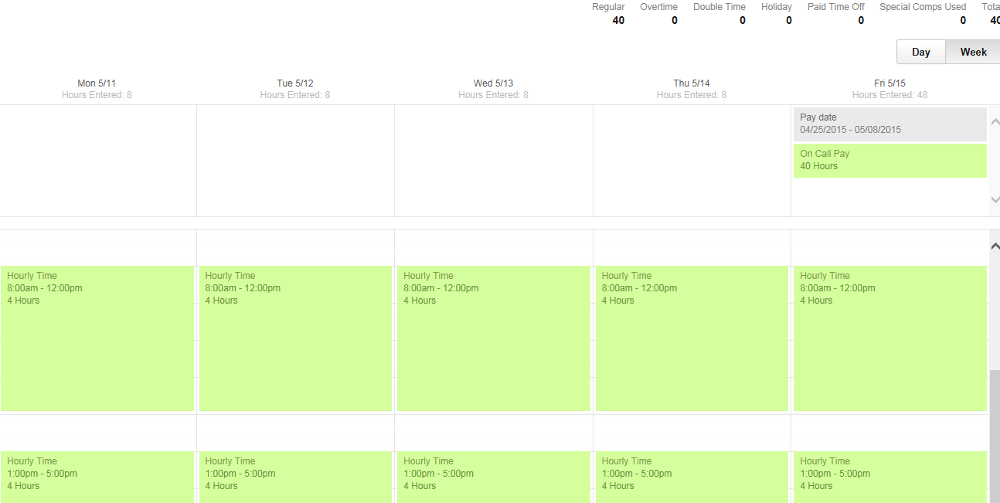 Regular Overtime Double Time Holiday Paid Time Off Special Comps Used Tota
40 0 0 0 0 0 40
Day Week
Mon 5/11 Tue 5/12 Wed 5/13 Thu 5/14 Fri 5/15
Hours Entered: 8 Hours Entered: 8 Hours Entered: 8 Hours Entered: 8 Hours Entered: 48
Pay date
04/25/2015 - 05/08/2015
On Call Pay
40 Hours
Hourly Time Hourly Time Hourly Time Hourly Time Hourly Time
8:00am - 12:00pm 8:00am - 12:00pm 8:00am - 12:00pm 8:00am - 12:00pm 8:00am - 12:00pm
4 Hours 4 Hours 4 Hours 4 Hours 4 Hours
Hourly Time Hourly Time Hourly Time Hourly Time Hourly Time
1:00pm - 5:00pm 1:00pm - 5:00pm 1:00pm - 5:00pm 1:00pm - 5:00pm 1:00pm - 5:00pm
4 Hours 4 Hours 4 Hours 4 Hours 4 Hours